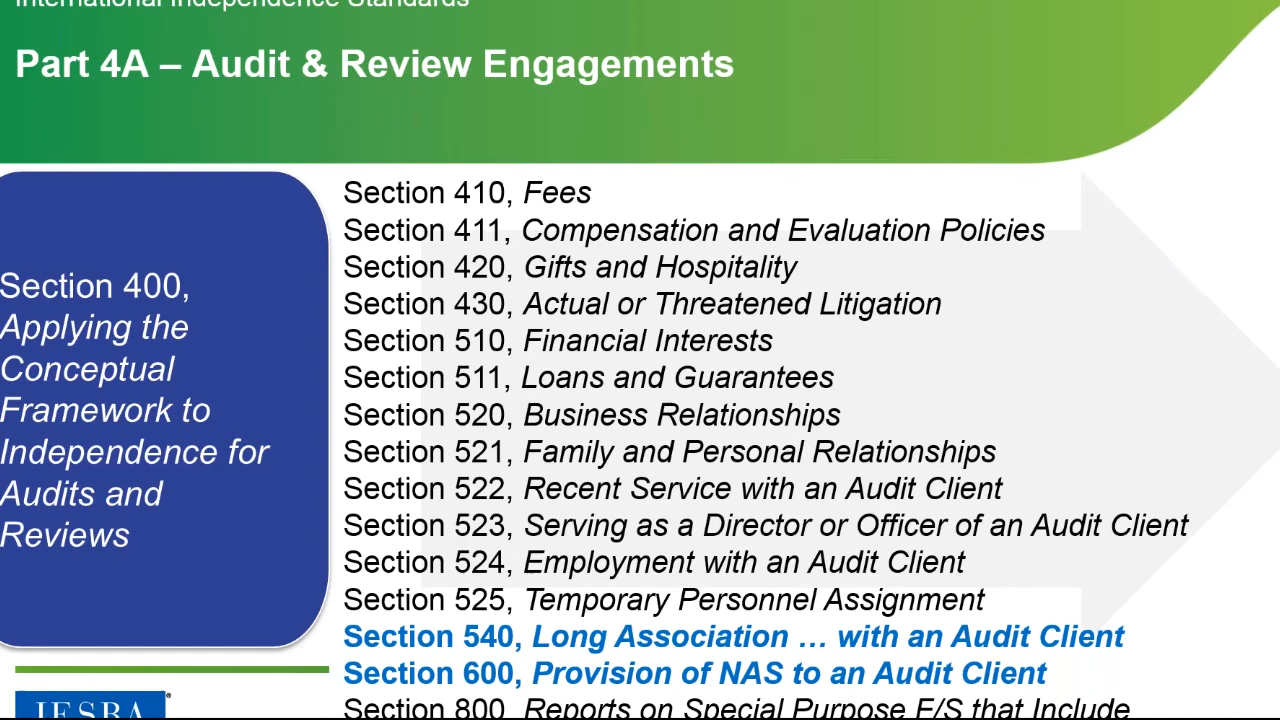 International Independence Standards
Part 4A – Audit & Review Engagements
Section 400,
Applying the
Conceptual
Framework to
Independence for
Audits and
Reviews
Section 410, Fees
Section 411, Compensation and Evaluation Policies
Section 420, Gifts and Hospitality
Section 430, Actual or Threatened Litigation
Section 510, Financial Interests
Section 511, Loans and Guarantees
Section 520, Business Relationships
Section 521, Family and Personal Relationships
Section 522, Recent Service with an Audit Client
Section 523, Serving as a Director or Officer of an Audit Client
Section 524, Employment with an Audit Client
Section 525, Temporary Personnel Assignment
Section 540, Long Association … with an Audit Client
Section 600, Provision of NAS to an Audit Client
Section 800, Reports on Special Purpose F/S that Include
IESBA